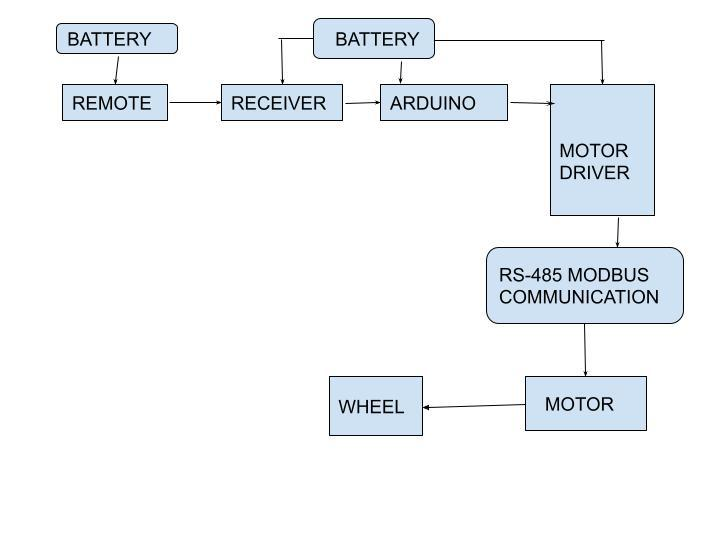 BATTERY
BATTERY
REMOTE
RECEIVER
ARDUINO
MOTOR
DRIVER
RS-485 MODBUS
COMMUNICATION
WHEEL
MOTOR